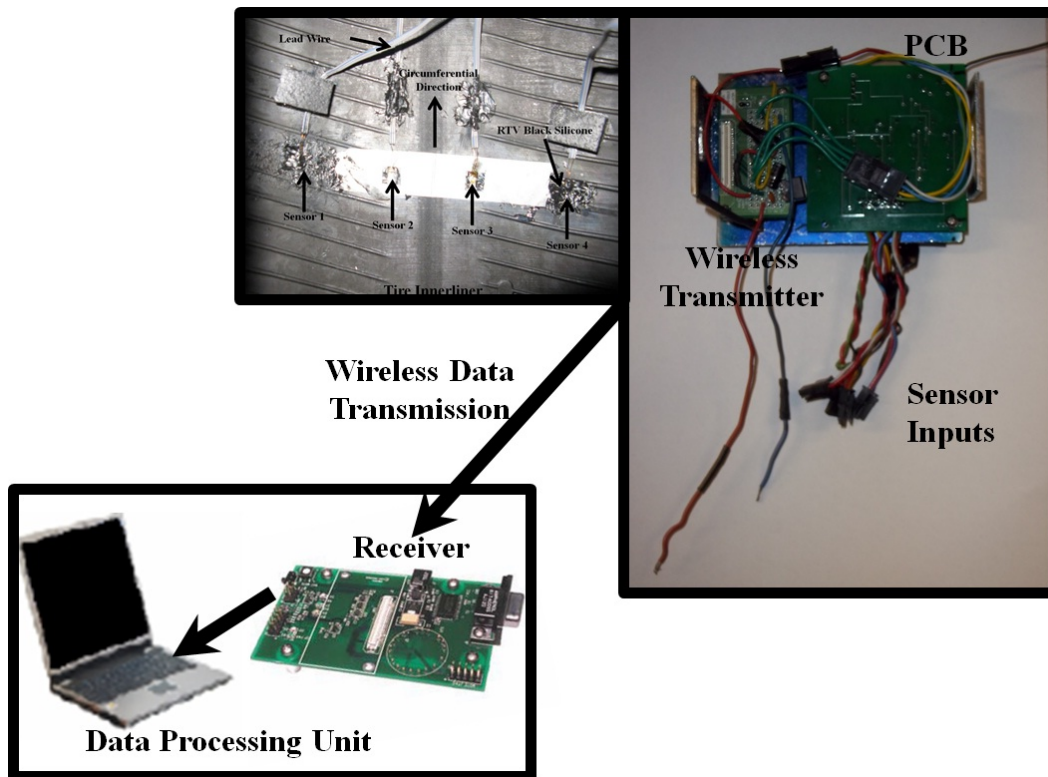 Lead Wire
Circumferential
Direction
RTV Black Silicone
Sensor 1
Sensor 2
Sensor 3
Sensor 4
Tire Innerliner
PCB
Wireless
Transmitter
Sensor
Inputs
Wireless Data
Transmission
Receiver
Data Processing Unit